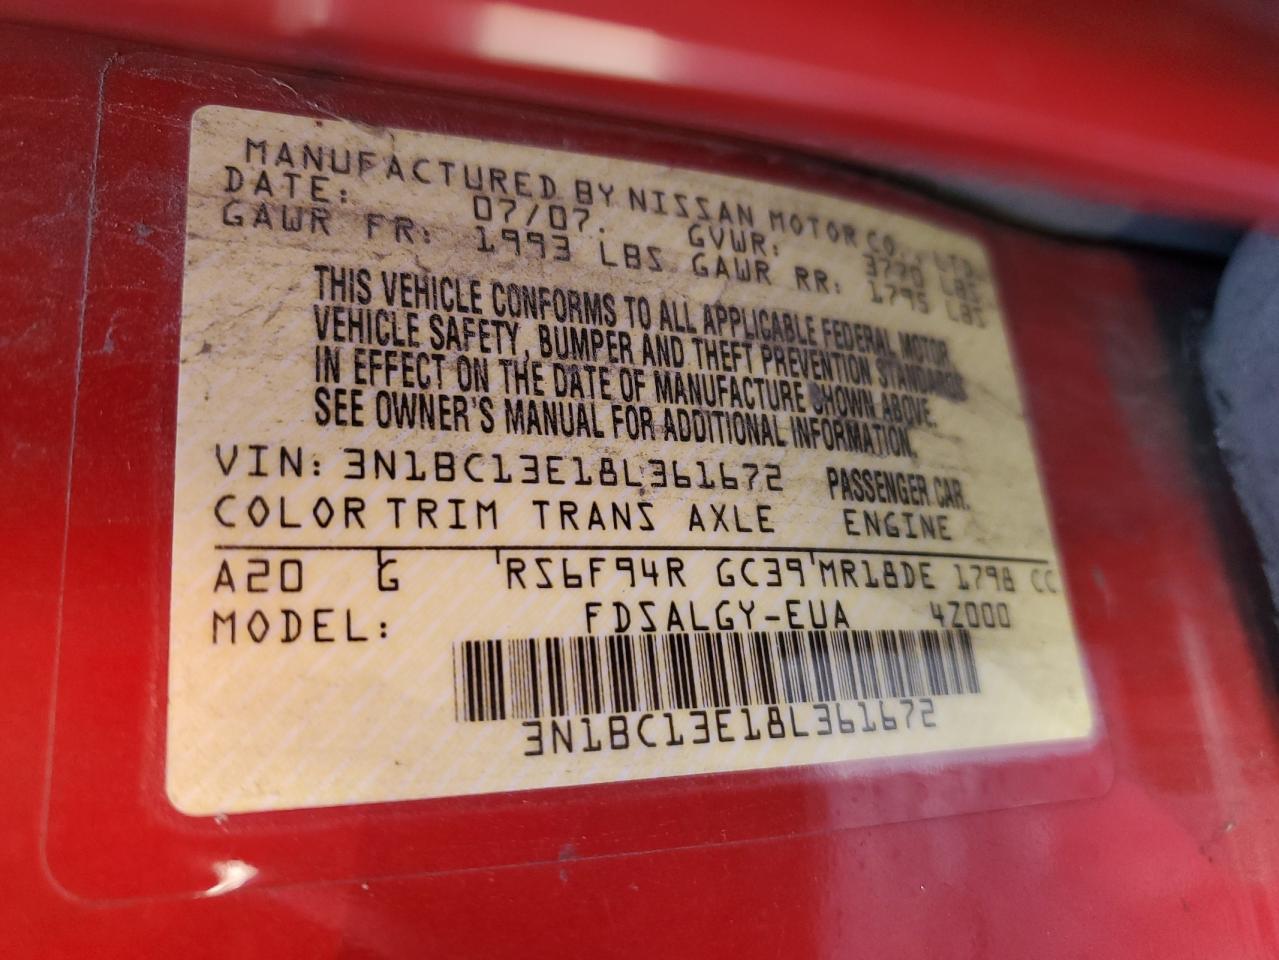 MANUFACTURED BY NISSAN MOTOR CO., LTD.
DATE: 07/07. GVWR: 3770 LBS
GAWR FR: 1993 LBS GAWR RR: 1795 LBS
THIS VEHICLE CONFORMS TO ALL APPLICABLE FEDERAL MOTOR
VEHICLE SAFETY, BUMPER AND THEFT PREVENTION STANDARDS
IN EFFECT ON THE DATE OF MANUFACTURE SHOWN ABOVE.
SEE OWNER'S MANUAL FOR ADDITIONAL INFORMATION.
VIN: 3N1BC13E18L361672 PASSENGER CAR.
COLOR TRIM TRANS AXLE ENGINE
A20 G RS6F94R GC39 MR18DE 1798 CC
MODEL: FDSALGY-EUA 4Z000
3N1BC13E18L361672